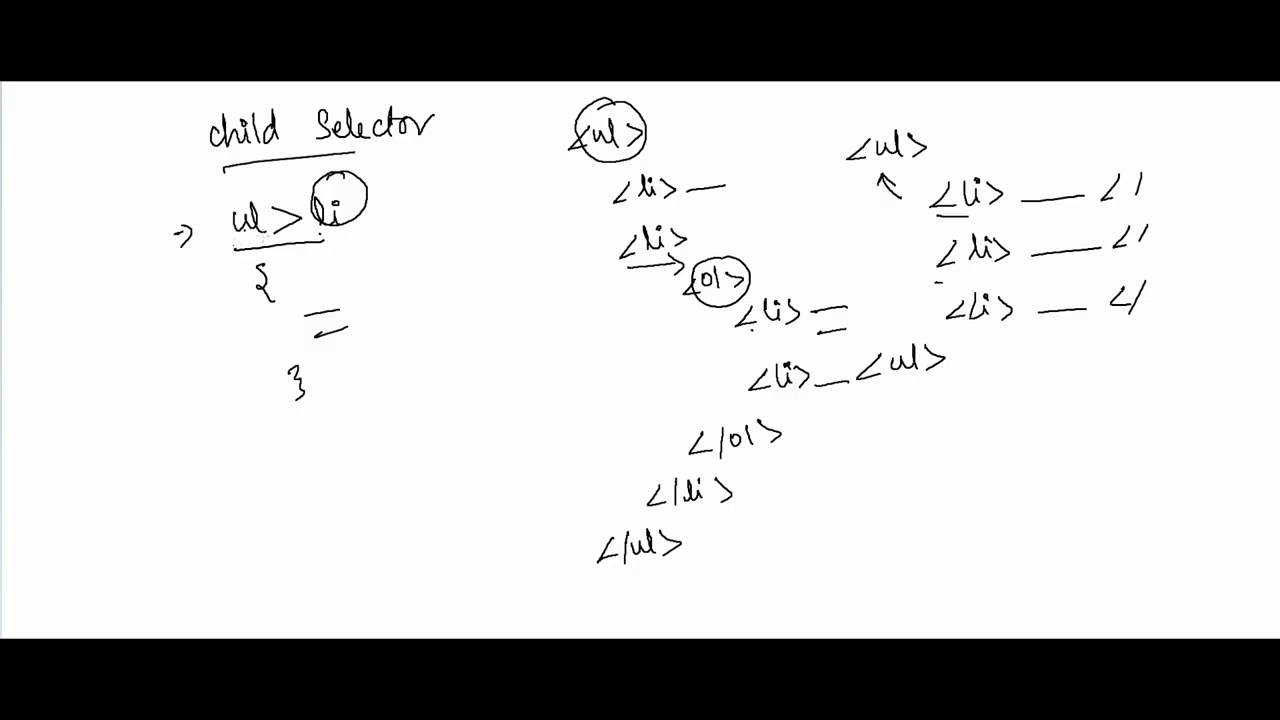 child Selector
=> ul > li
{
=
}
<ul>
<li> —
<li>
<ol>
<li> =
<li> — <ul>
</ol>
</li>
</ul>
<ul>
<li> — </
<li> — </
<li> — </